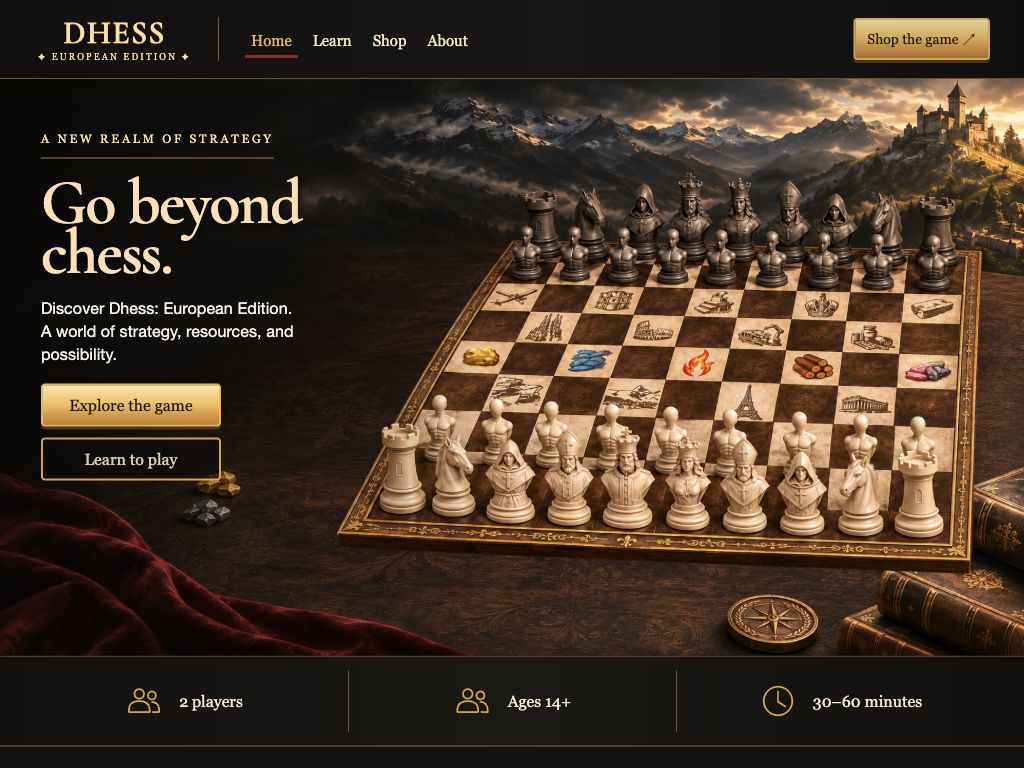 DHESS
✦ EUROPEAN EDITION ✦
Home
Learn
Shop
About
Shop the game ↗
A NEW REALM OF STRATEGY
Go beyond
chess.
Discover Dhess: European Edition.
A world of strategy, resources, and
possibility.
Explore the game
Learn to play
2 players
Ages 14+
30–60 minutes